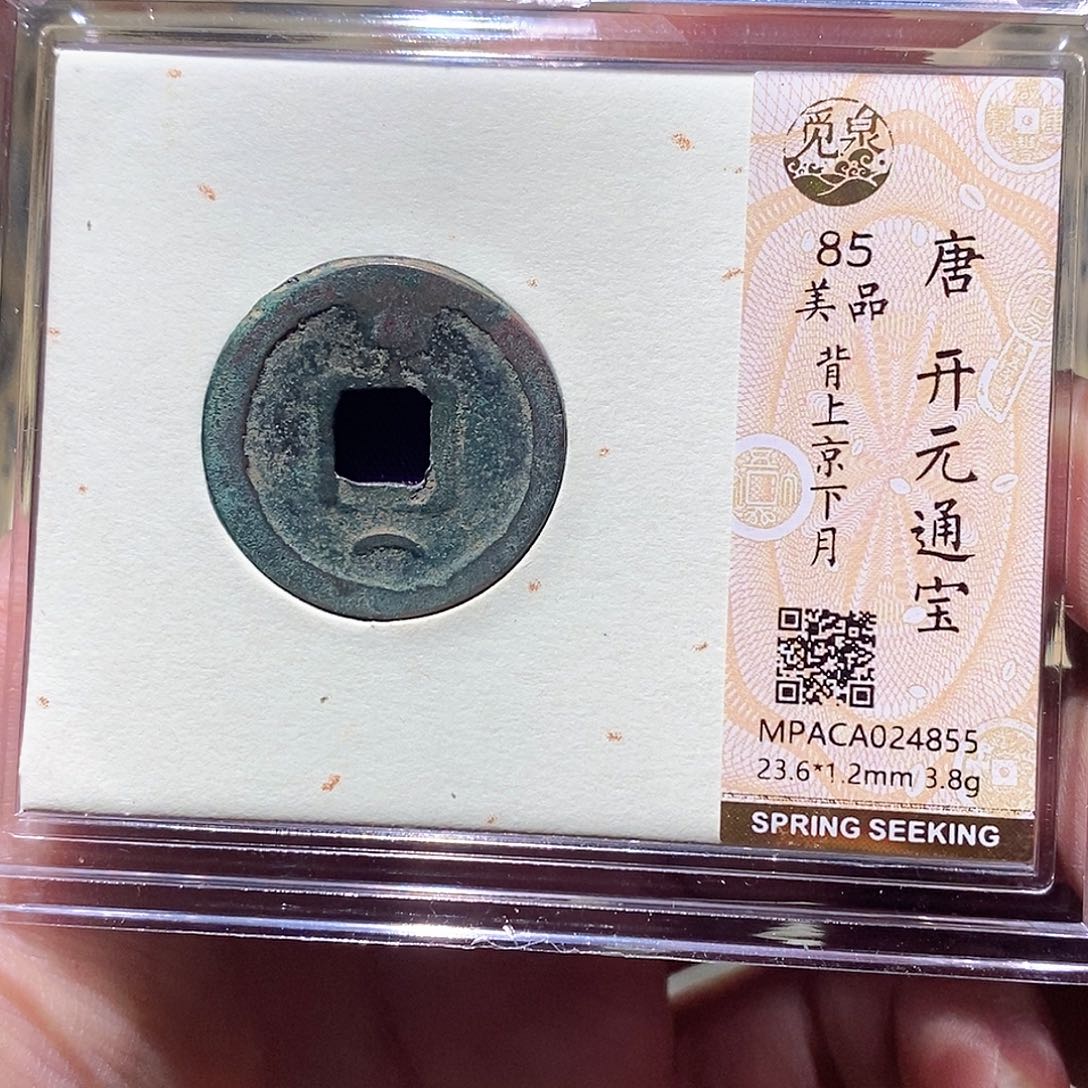 觅泉
唐 开元通宝
85
美品
背上京下月
MPACA024855
23.6*1.2mm 3.8g
SPRING SEEKING